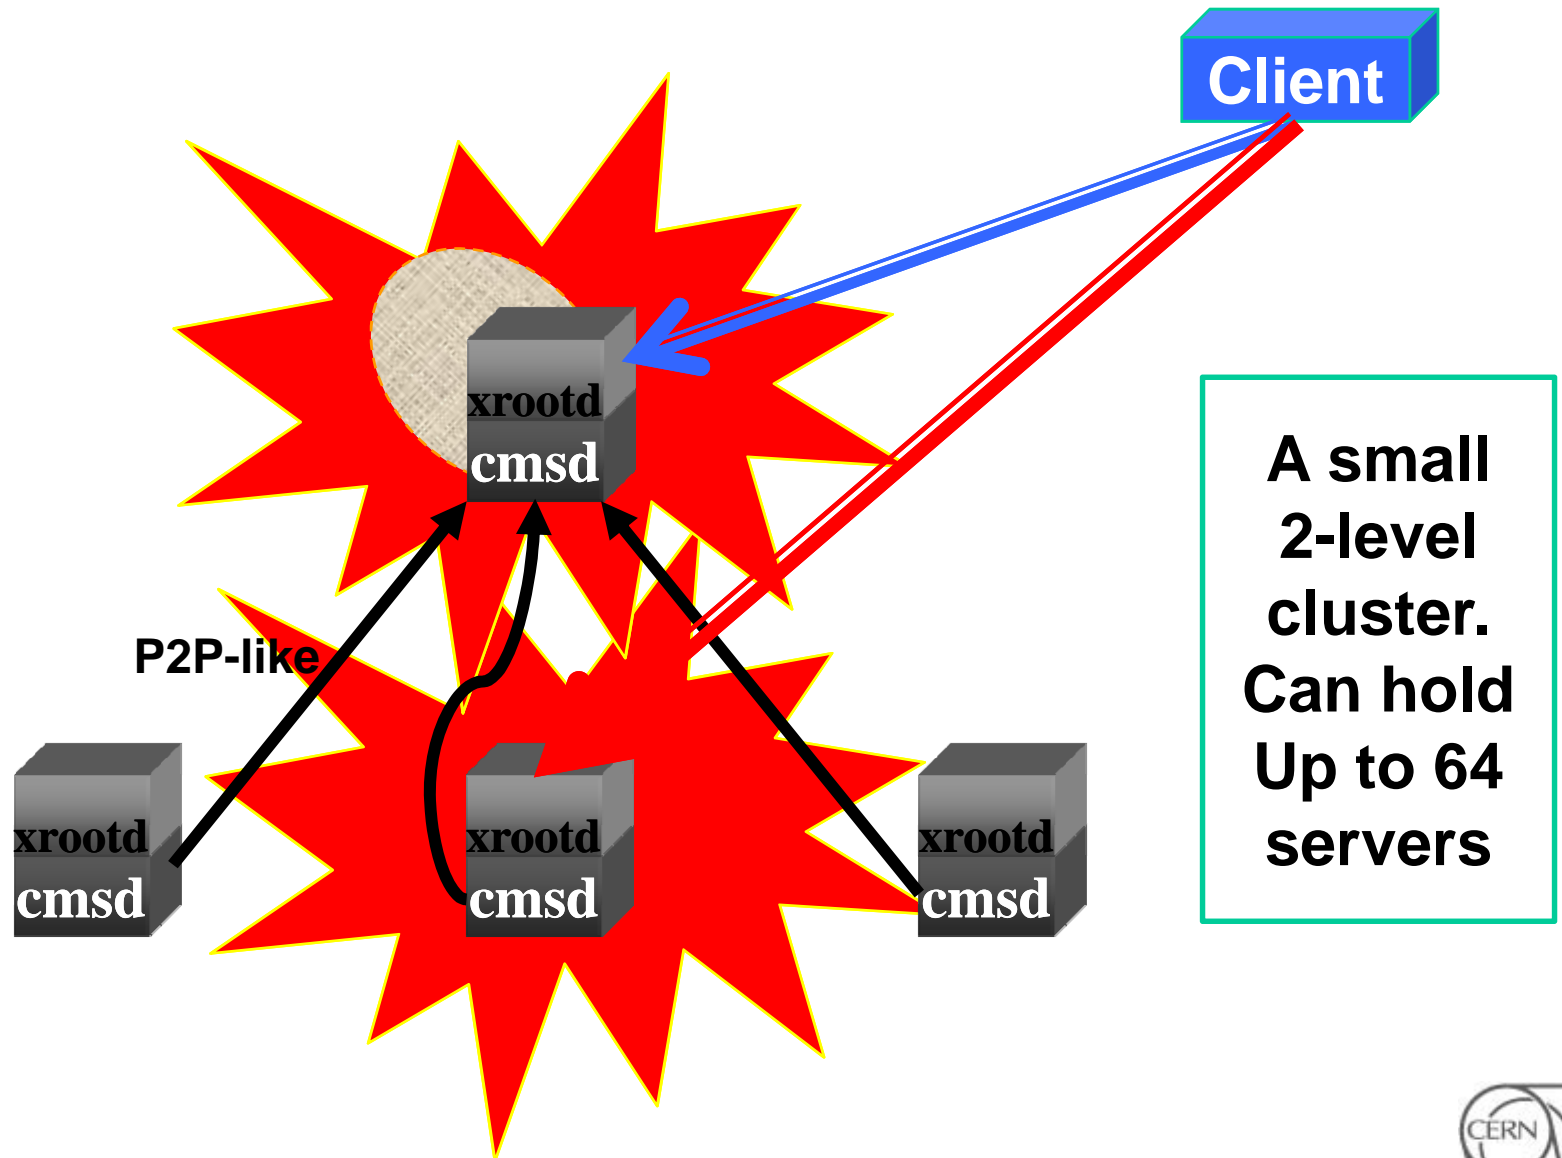 Client
xrootd
cmsd
P2P-like
xrootd
cmsd
xrootd
cmsd
xrootd
cmsd
A small
2-level
cluster.
Can hold
Up to 64
servers
CERN